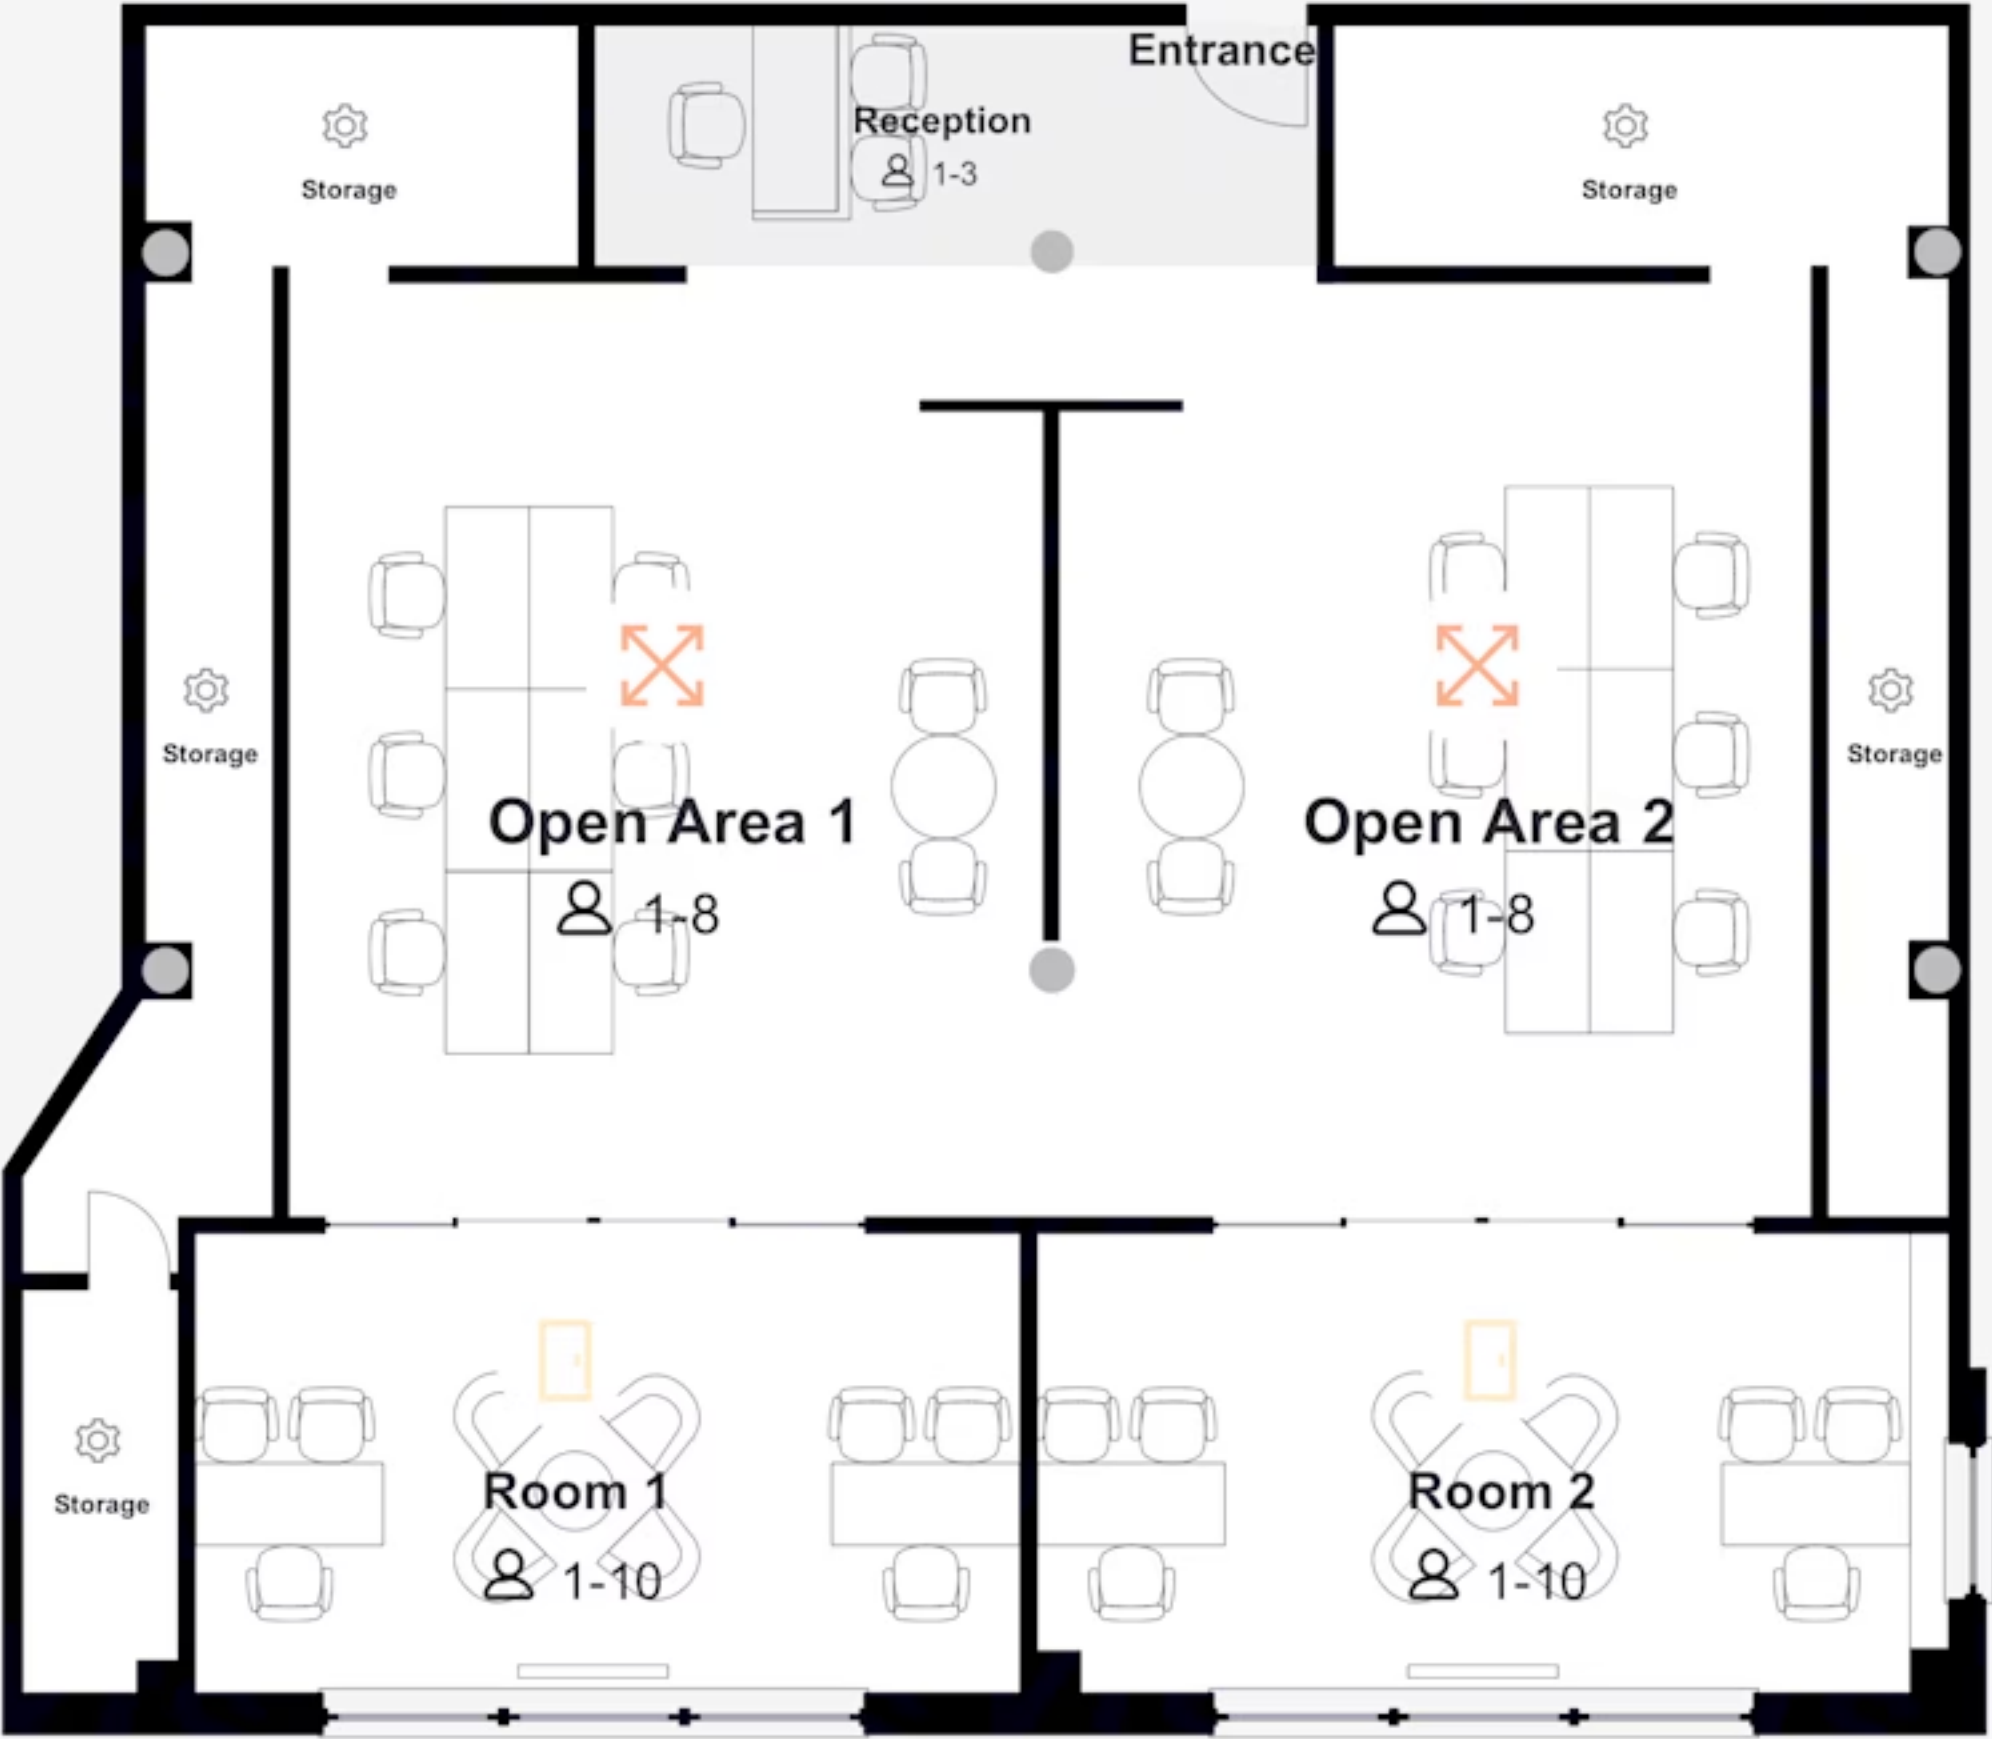 Entrance
Reception
1-3
Storage
Storage
Storage
Storage
Open Area 1
1-8
Open Area 2
1-8
Storage
Room 1
1-10
Room 2
1-10